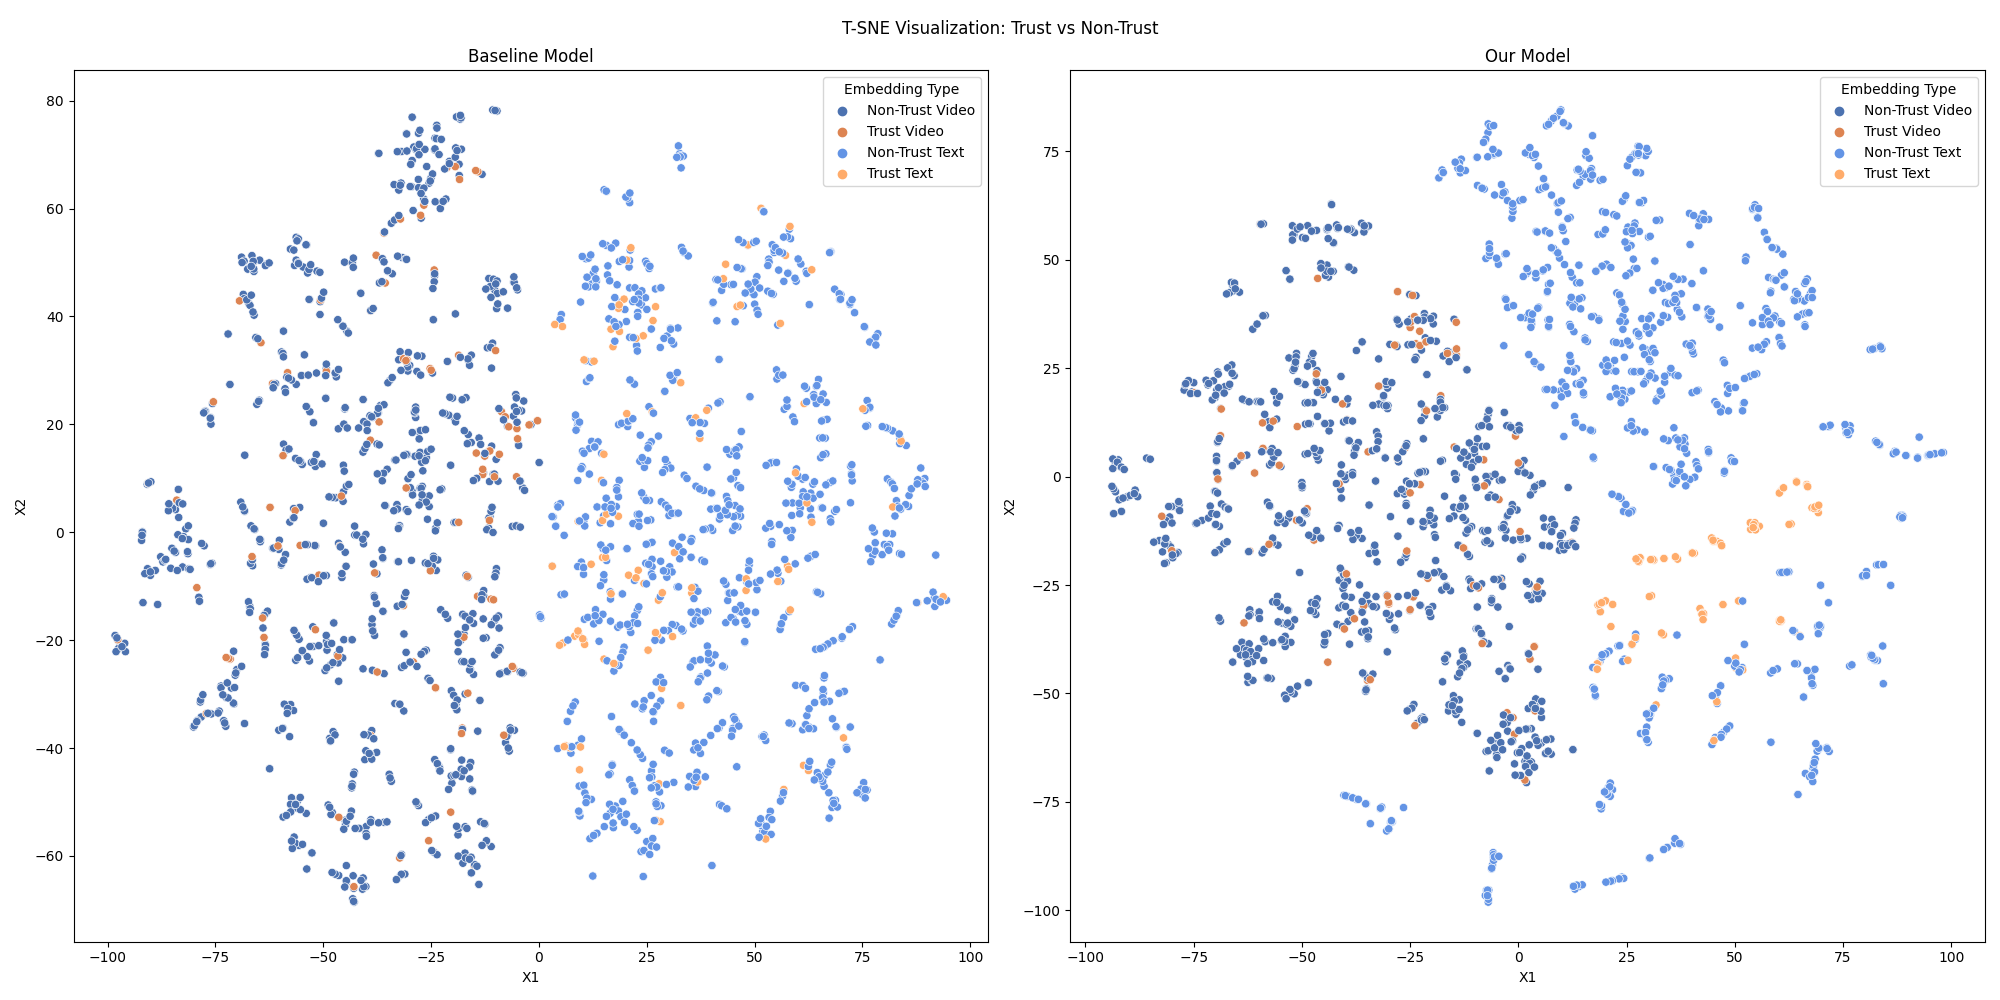 T-SNE Visualization: Trust vs Non-Trust
Baseline Model
Embedding Type
Non-Trust Video
Trust Video
Non-Trust Text
Trust Text
80
60
40
20
0
−20
−40
−60
X2
−100
−75
−50
−25
0
25
50
75
100
X1
Our Model
Embedding Type
Non-Trust Video
Trust Video
Non-Trust Text
Trust Text
75
50
25
0
−25
−50
−75
−100
X2
−100
−75
−50
−25
0
25
50
75
100
X1